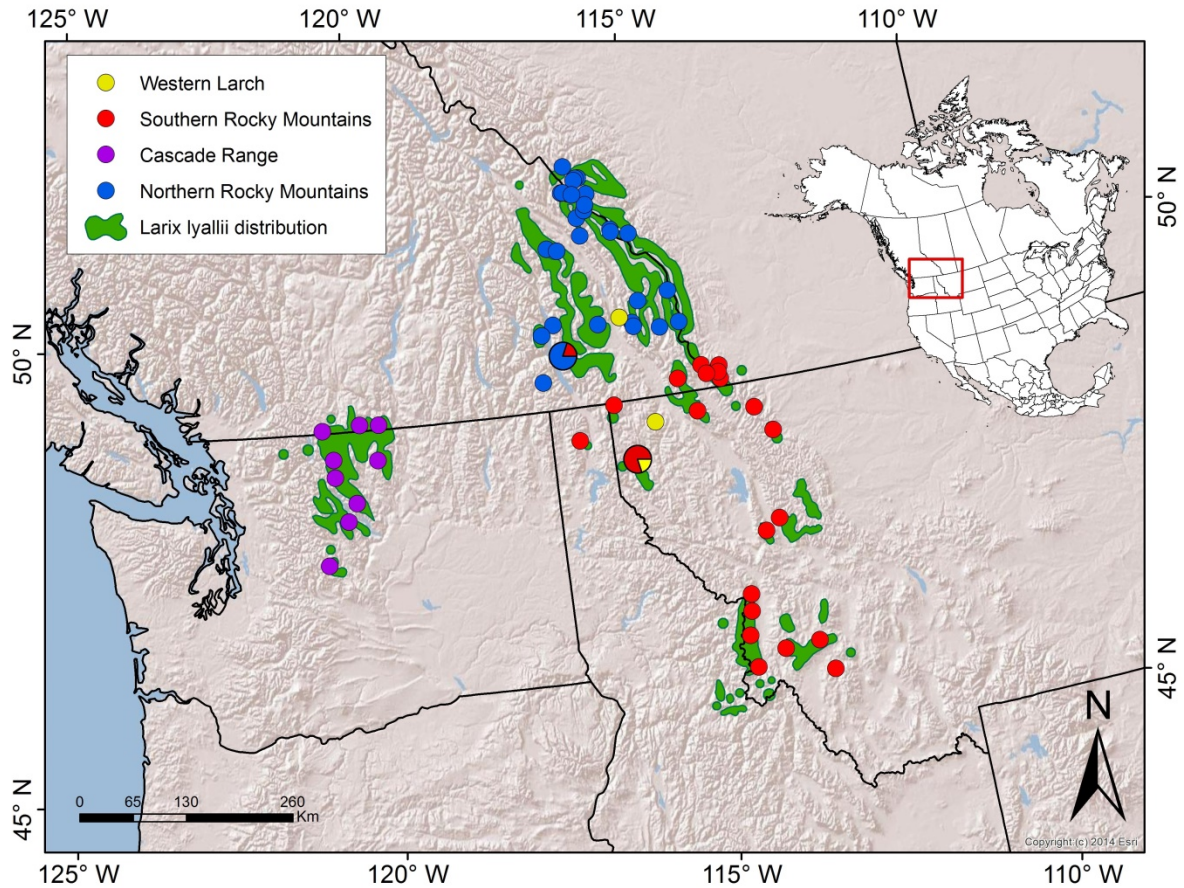 125° W 120° W 115° W 110° W
Western Larch
Southern Rocky Mountains
Cascade Range
Northern Rocky Mountains
Larix lyallii distribution
50° N
50° N
45° N
45° N
N
0 65 130 260
Km
Copyright (c) 2014 Esri
125° W 120° W 115° W 110° W